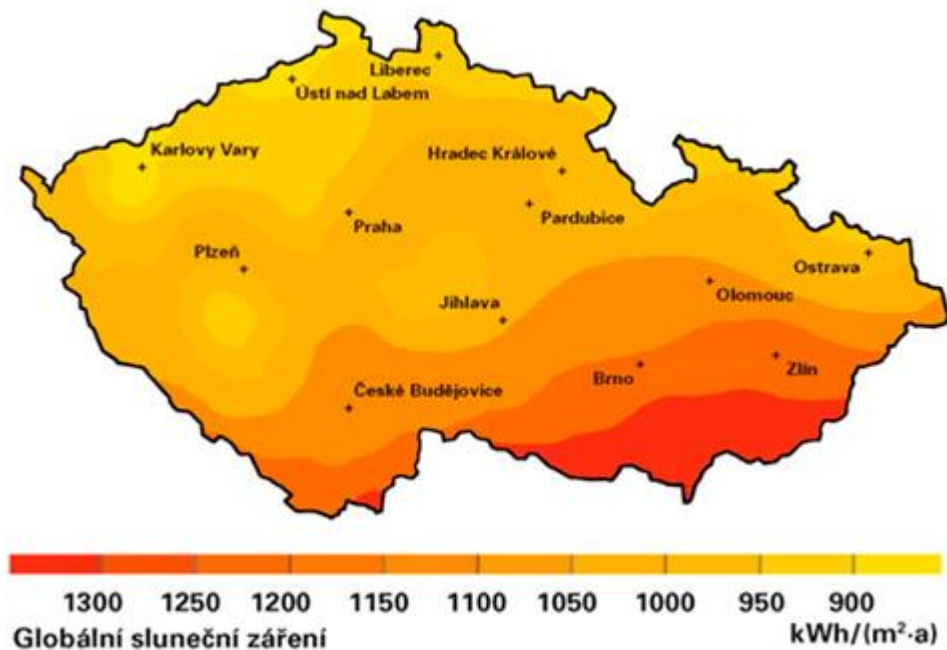 Liberec
Ústí nad Labem
Karlovy Vary
Hradec Králové
Praha
Pardubice
Plzeň
Ostrava
Olomouc
Jihlava
Brno
Zlín
České Budějovice
1300 1250 1200 1150 1100 1050 1000 950 900
Globální sluneční záření kWh/(m²·a)